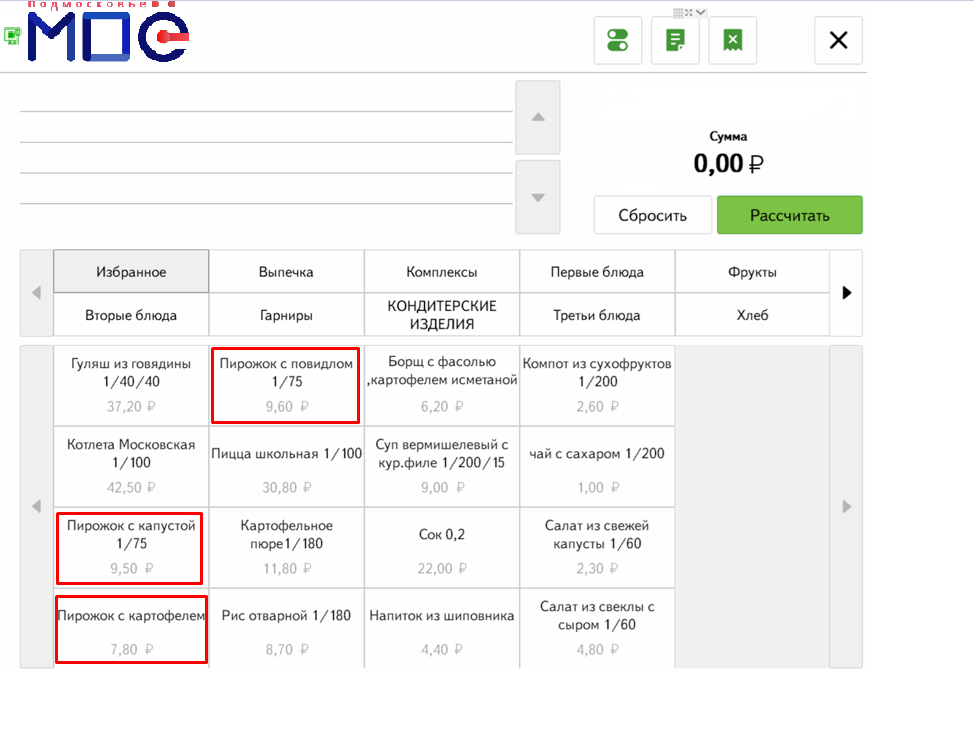 Подмосковье
МОС
Сумма
0,00 ₽
Сбросить
Рассчитать
Избранное
Выпечка
Комплексы
Первые блюда
Фрукты
Вторые блюда
Гарниры
КОНДИТЕРСКИЕ
ИЗДЕЛИЯ
Третьи блюда
Хлеб
Гуляш из говядины
1/40/40
37,20 ₽
Пирожок с повидлом
1/75
9,60 ₽
Борщ с фасолью
,картофелем исметаной
6,20 ₽
Компот из сухофруктов
1/200
2,60 ₽
Котлета Московская
1/100
42,50 ₽
Пицца школьная 1/100
30,80 ₽
Суп вермишелевый с
кур.филе 1/200/15
9,00 ₽
чай с сахаром 1/200
1,00 ₽
Пирожок с капустой
1/75
9,50 ₽
Картофельное
пюре1/180
11,80 ₽
Сок 0,2
22,00 ₽
Салат из свежей
капусты 1/60
2,30 ₽
Пирожок с картофелем
7,80 ₽
Рис отварной 1/180
8,70 ₽
Напиток из шиповника
4,40 ₽
Салат из свеклы с
сыром 1/60
4,80 ₽